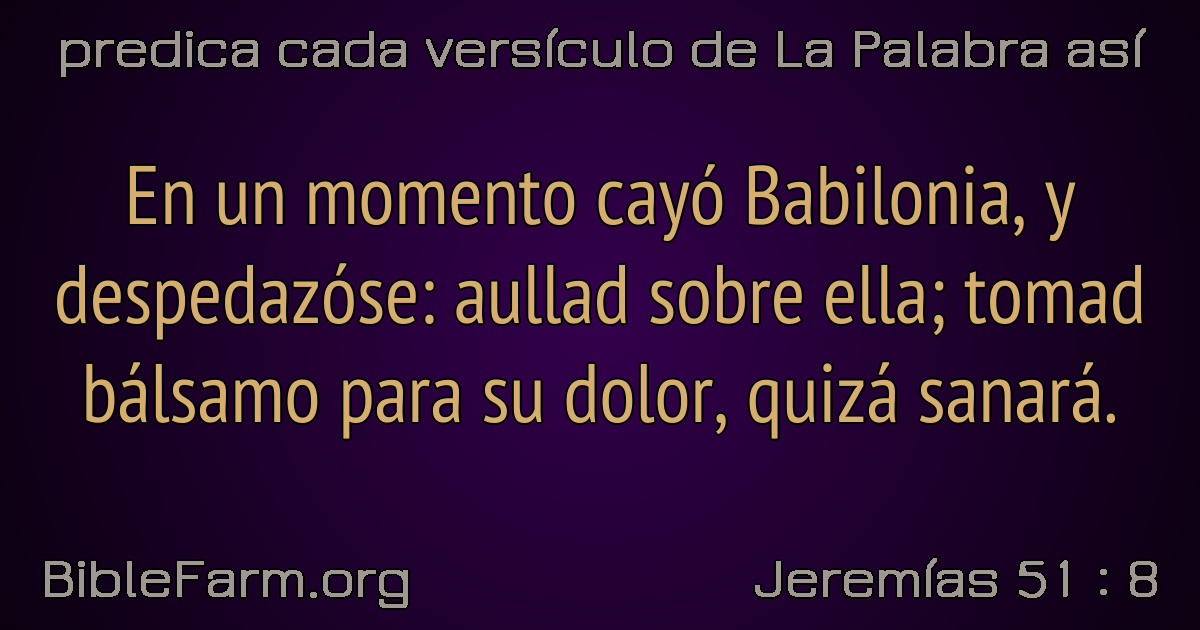 predica cada versículo de La Palabra así
En un momento cayó Babilonia, y
despedazóse: aullad sobre ella; tomad
bálsamo para su dolor, quizá sanará.
BibleFarm.org
Jeremías 51 : 8